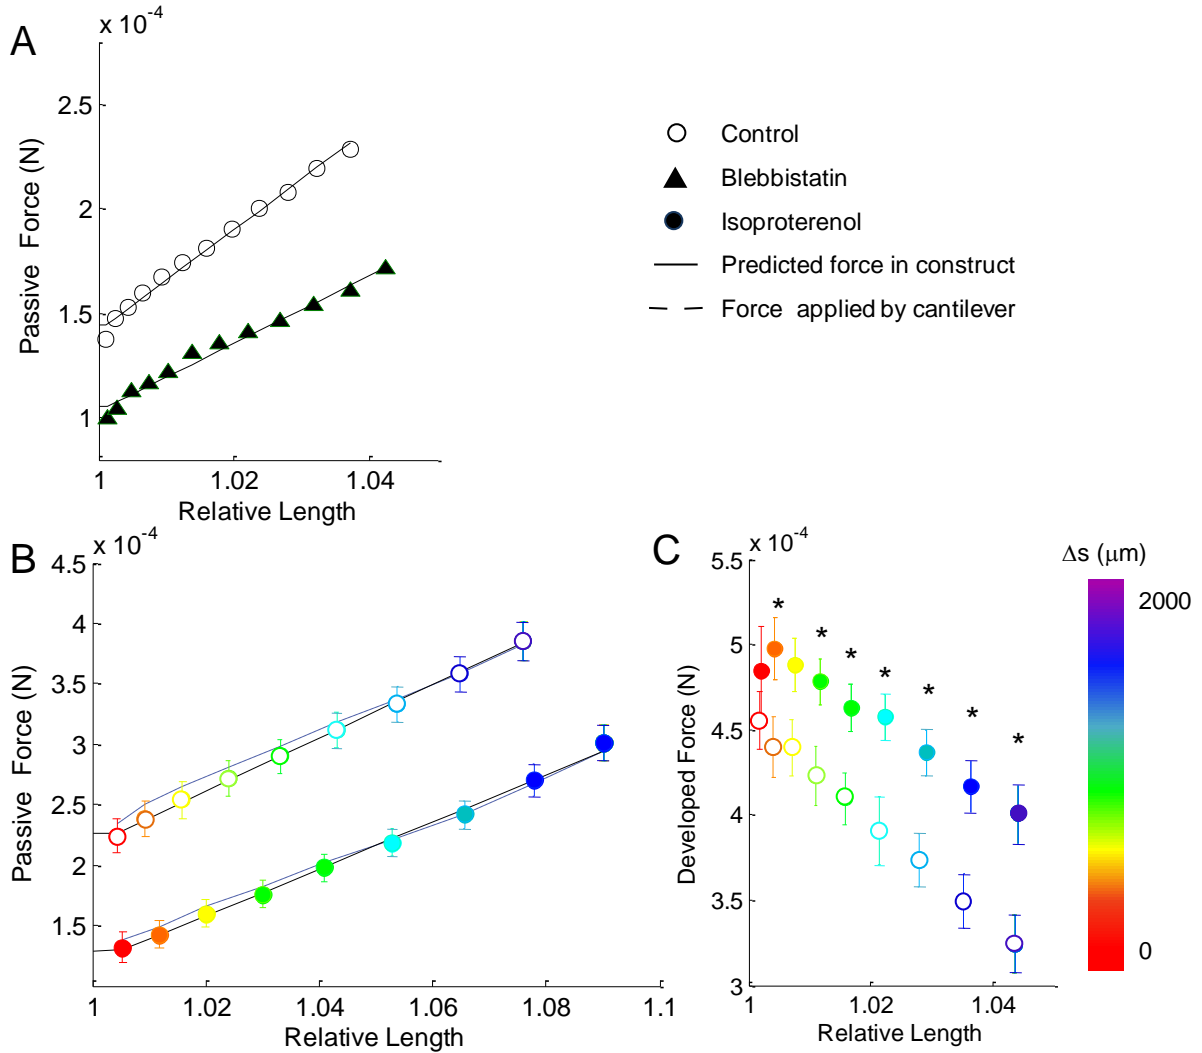 A
x 10-4
2.5
2
1.5
1
Passive Force (N)
1
1.02
1.04
Relative Length
Control
Blebbistatin
Isoproterenol
Predicted force in construct
Force applied by cantilever
B
x 10-4
4.5
4
3.5
3
2.5
2
1.5
Passive Force (N)
1
1.02
1.04
1.06
1.08
1.1
Relative Length
C
x 10-4
5.5
5
4.5
4
3.5
3
Developed Force (N)
* * * * * * *
1
1.02
1.04
Relative Length
Δs (μm)
2000
0